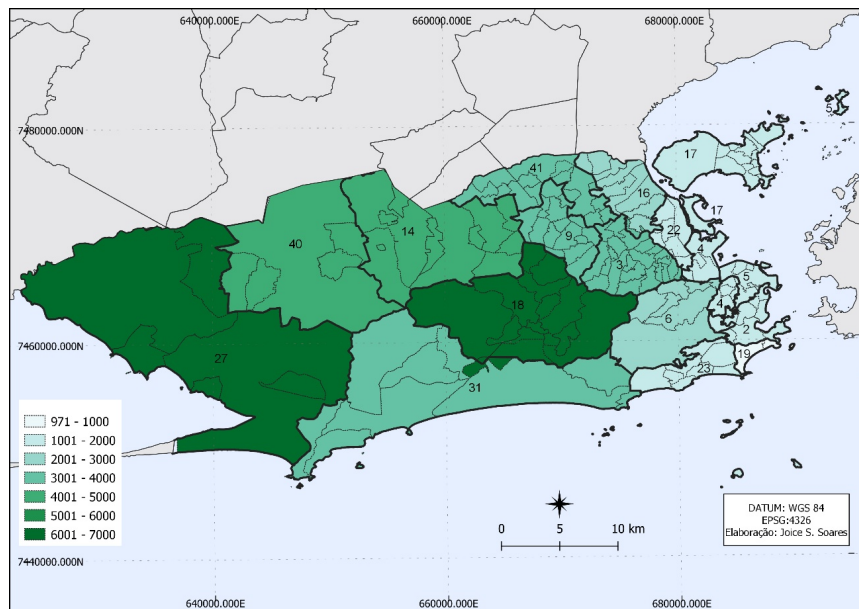 640000.000E
660000.000E
680000.000E
7480000.000N
7460000.000N
7440000.000N
5
17
41
16
17
14
40
22
9
4
3
5
18
4
6
2
27
19
23
31
971 - 1000
1001 - 2000
2001 - 3000
3001 - 4000
4001 - 5000
5001 - 6000
6001 - 7000
0 5 10 km
DATUM: WGS 84
EPSG:4326
Elaboração: Joice S. Soares
640000.000E
660000.000E
680000.000E